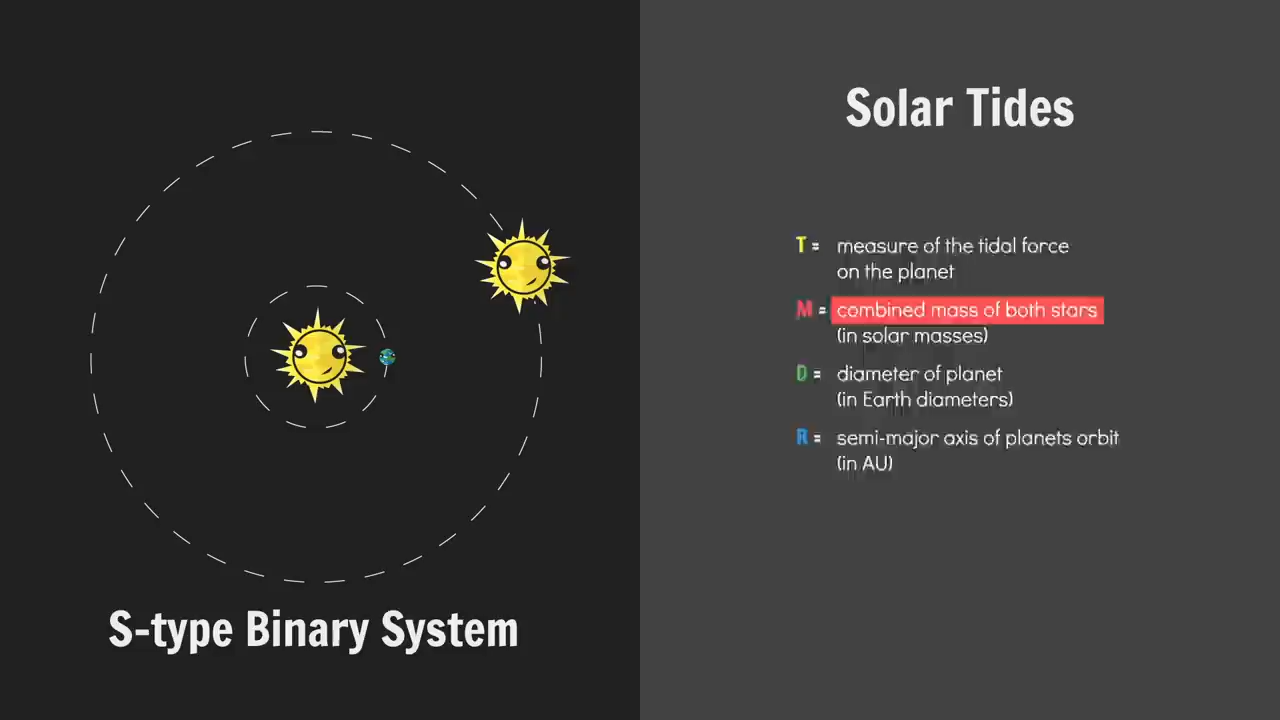 Solar Tides
T = measure of the tidal force
on the planet
M = combined mass of both stars
(in solar masses)
D = diameter of planet
(in Earth diameters)
R = semi-major axis of planets orbit
(in AU)
S-type Binary System